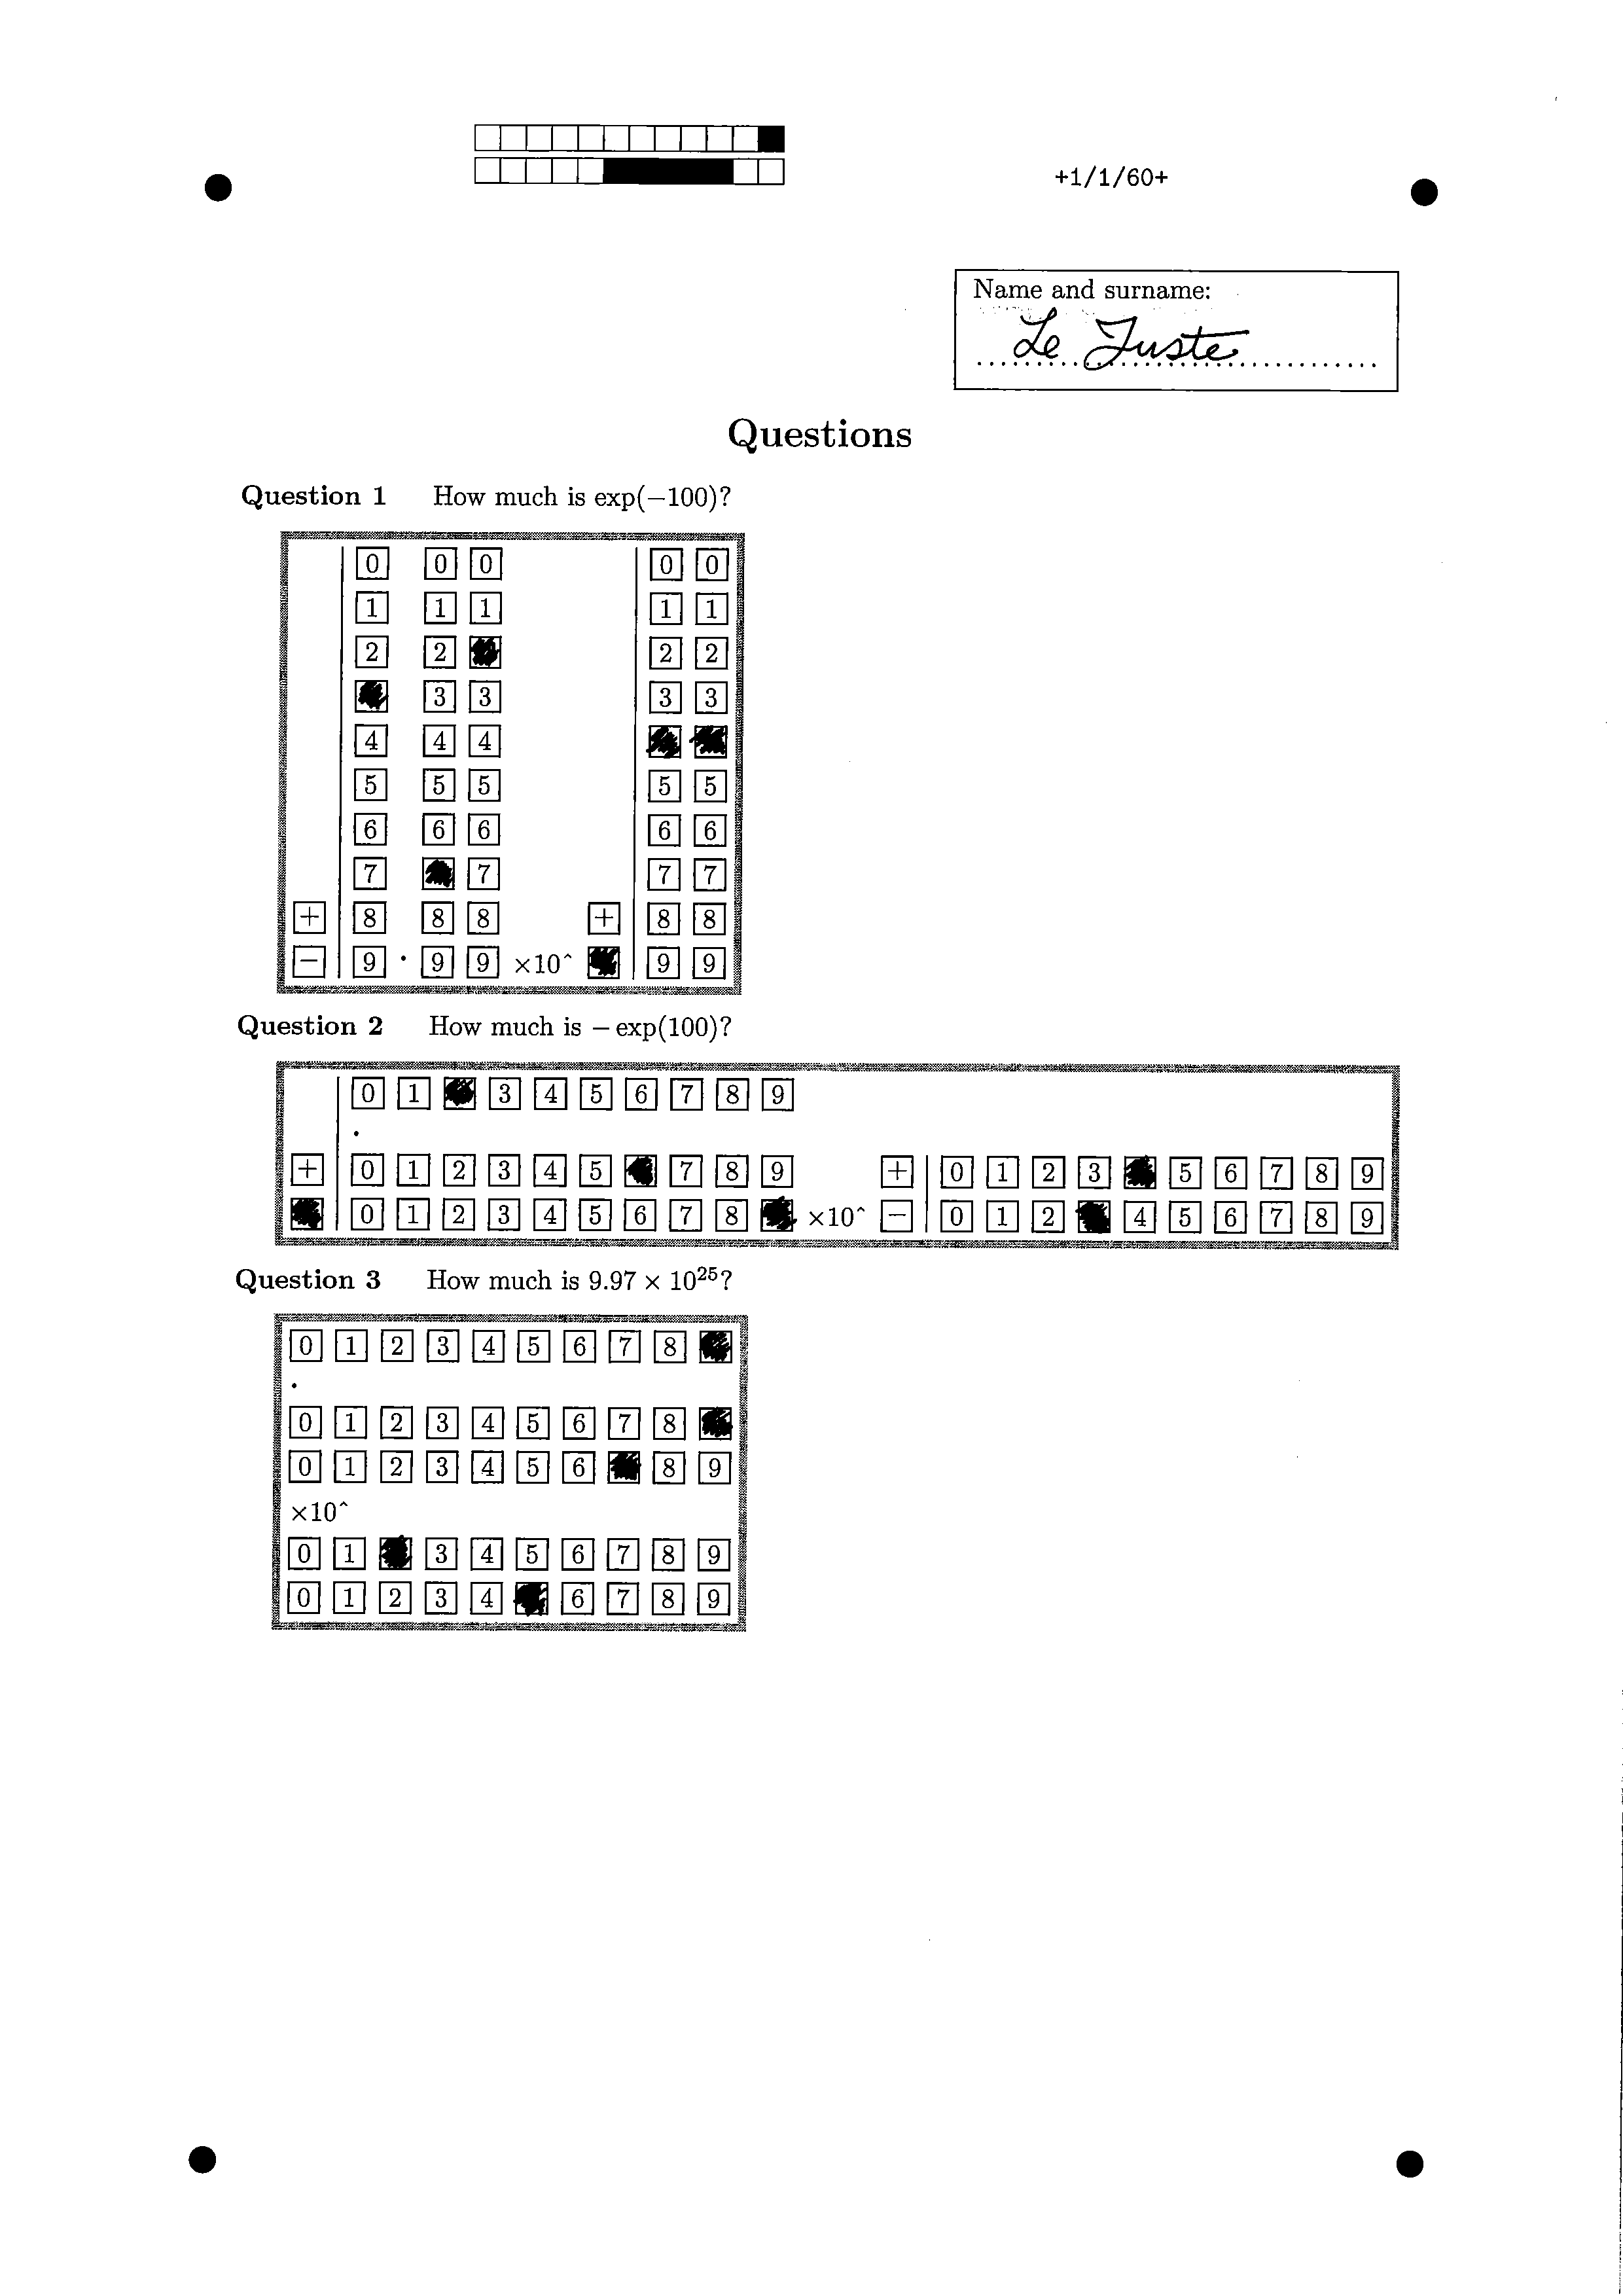 +1/1/60+
Name and surname:
Le Juste
Questions
Question 1 How much is exp(−100)?
0 0 0 0 0
1 1 1 1 1
2 2 2 2
3 3 3 3
4 4 4
5 5 5 5 5
6 6 6 6 6
7 7 7 7
+ 8 8 8 + 8 8
− 9 . 9 9 ×10^ 9 9
Question 2 How much is − exp(100)?
0 1 3 4 5 6 7 8 9
.
+ 0 1 2 3 4 5 7 8 9 + 0 1 2 3 5 6 7 8 9
0 1 2 3 4 5 6 7 8 ×10^ − 0 1 2 4 5 6 7 8 9
Question 3 How much is 9.97 × 10²⁵?
0 1 2 3 4 5 6 7 8
.
0 1 2 3 4 5 6 7 8
0 1 2 3 4 5 6 8 9
×10^
0 1 3 4 5 6 7 8 9
0 1 2 3 4 6 7 8 9